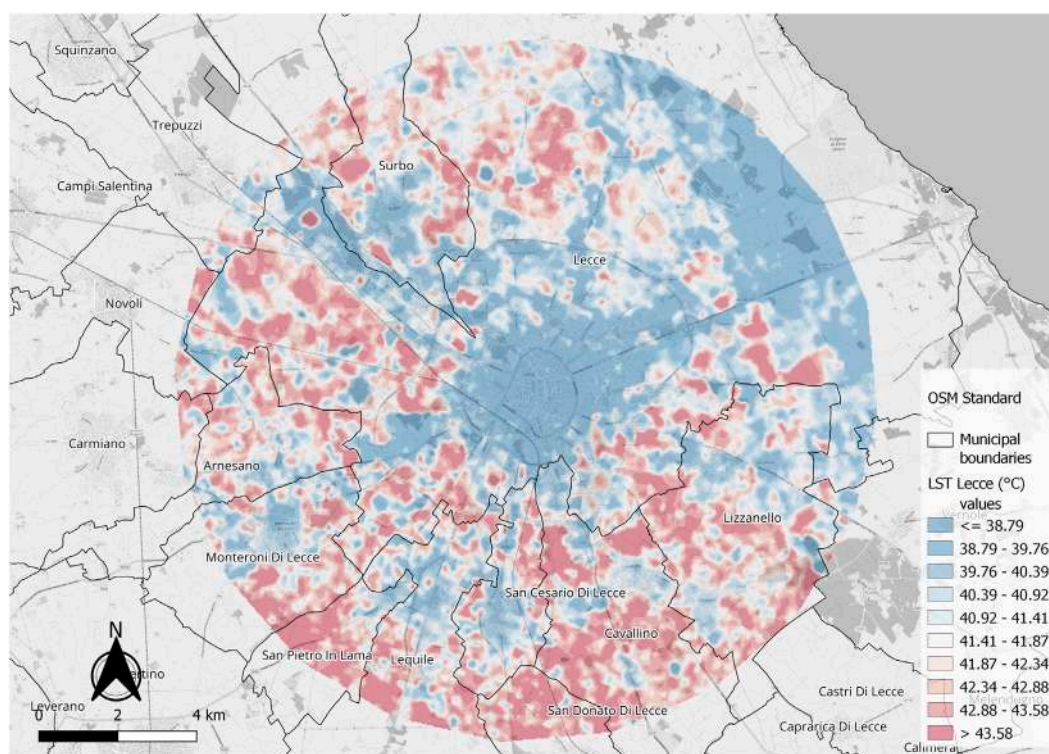 Squinzano
Trepuzzi
Surbo
Campi Salentina
Lecce
Novoli
OSM Standard
Carmiano
Municipal
boundaries
Arnesano
LST Lecce (°C)
values
Lizzanello
<= 38.79
Monteroni Di Lecce
38.79 - 39.76
39.76 - 40.39
San Cesario Di Lecce
40.39 - 40.92
40.92 - 41.41
N
Cavallino
41.41 - 41.87
San Pietro In Lama
Lequile
41.87 - 42.34
42.34 - 42.88
Castri Di Lecce
Leverano
San Donato Di Lecce
42.88 - 43.58
Melendugno
0 2 4 km
Caprarica Di Lecce
> 43.58